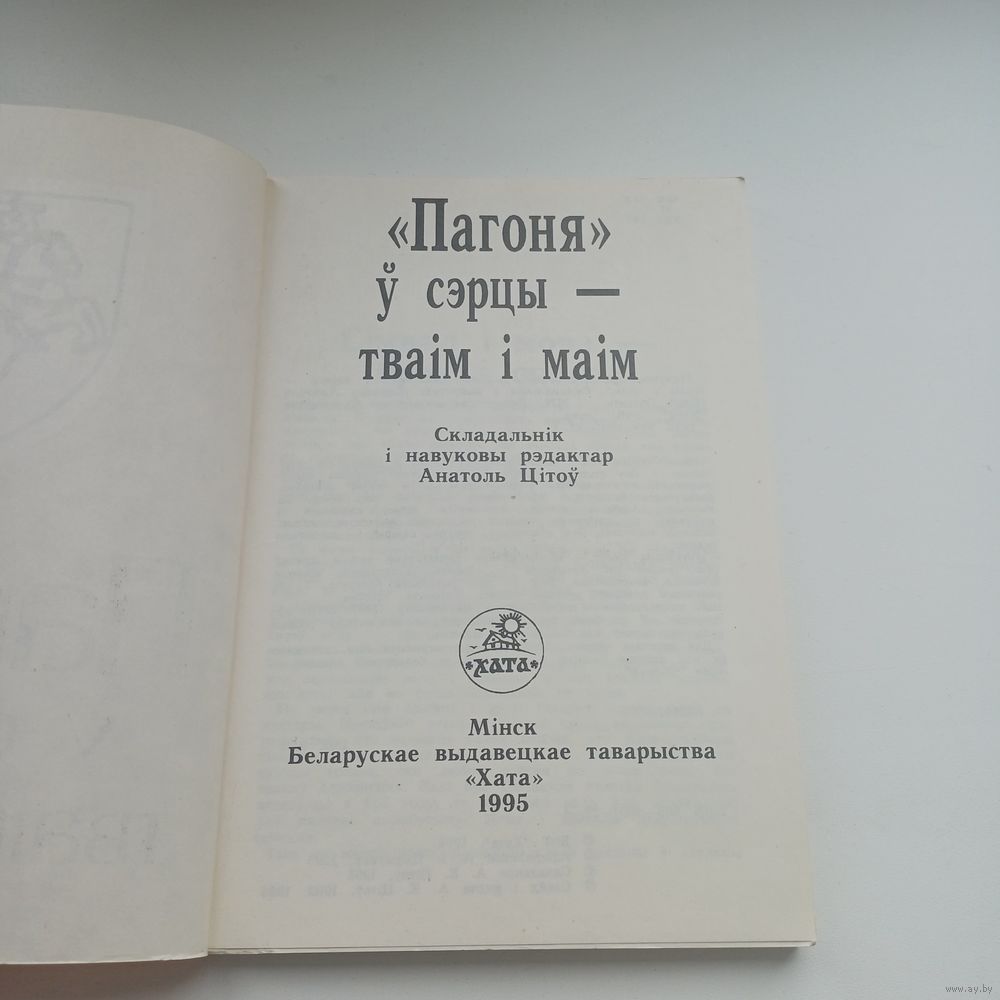 «Пагоня»
ў сэрцы —
тваім і маім
Складальнік
і навуковы рэдактар
Анатоль Цітоў
*ХАТА*
Мінск
Беларускае выдавецкае таварыства
«Хата»
1995
www.ay.by